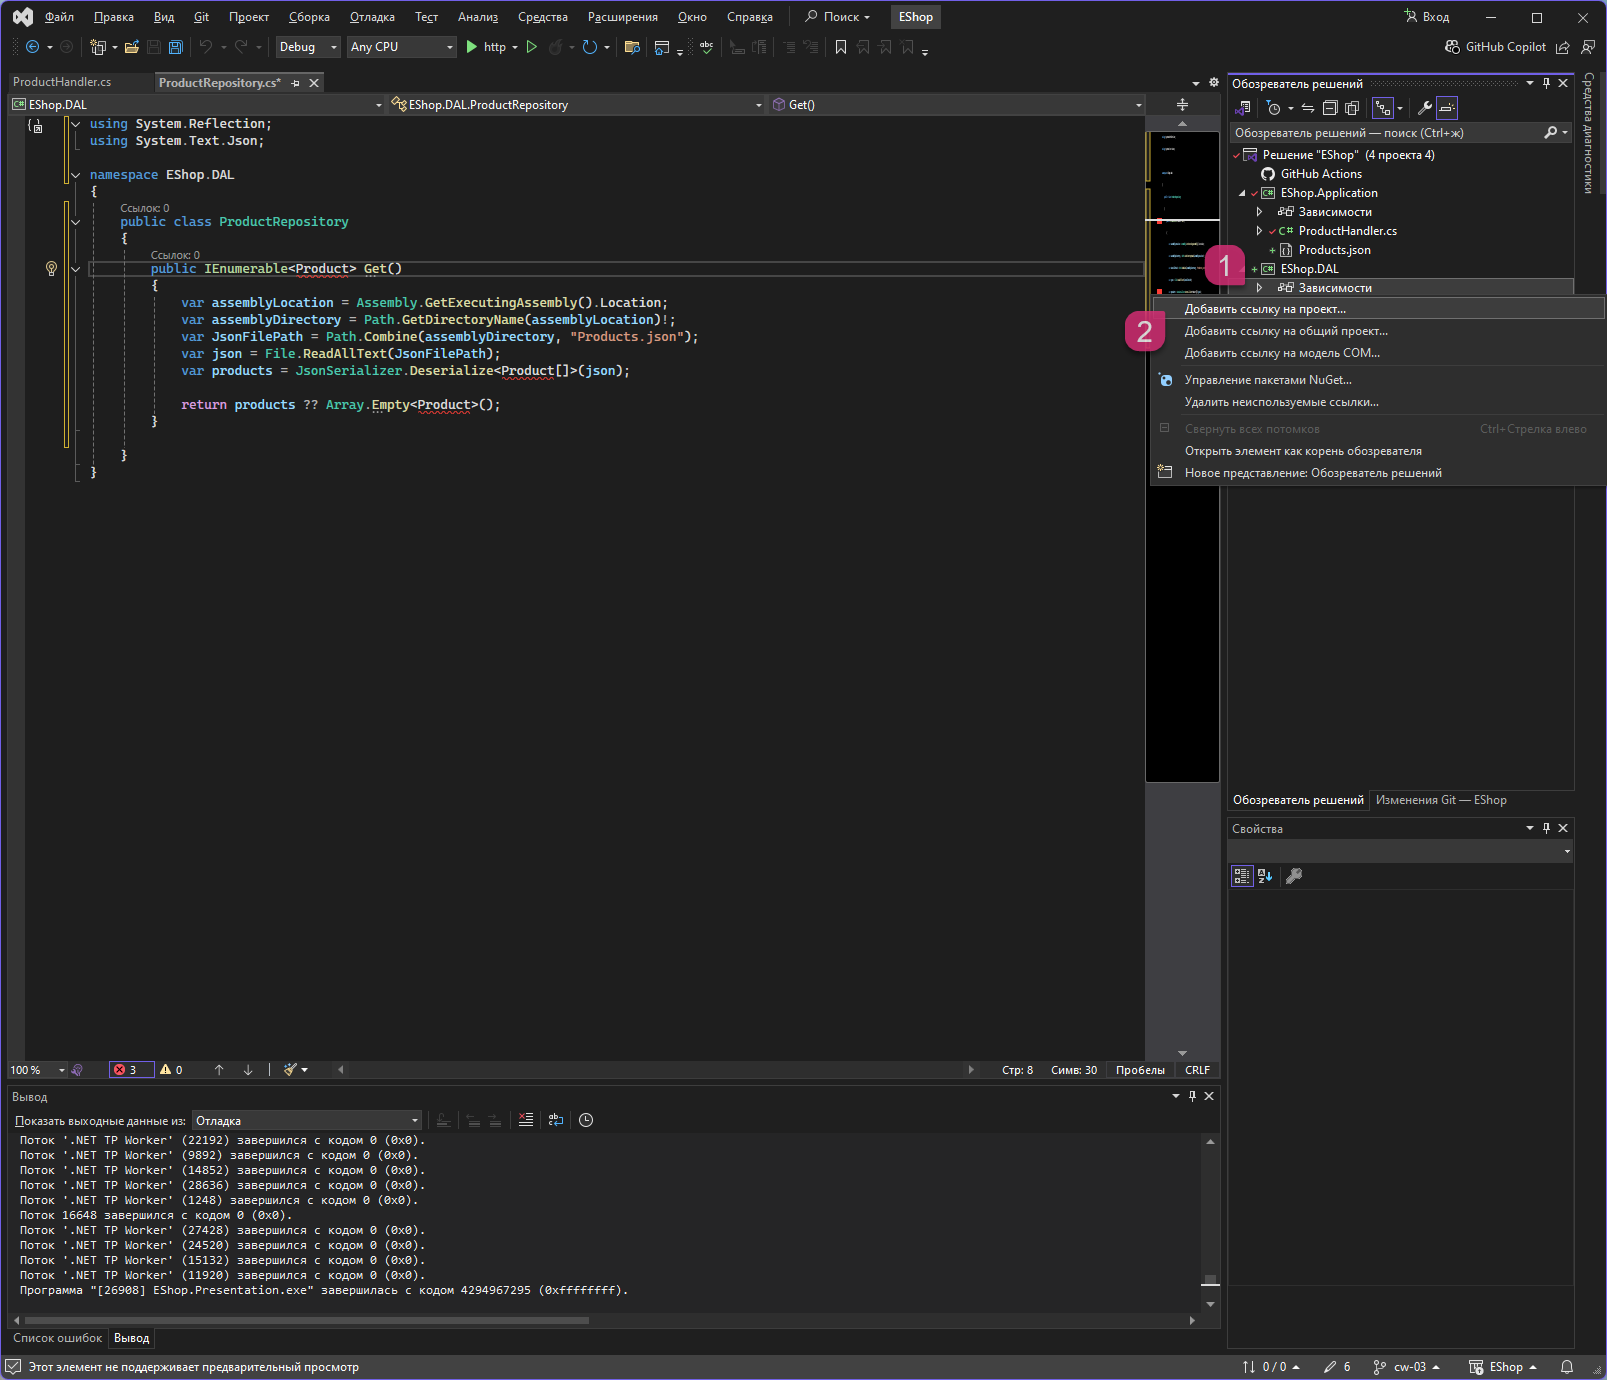 Файл Правка Вид Git Проект Сборка Отладка Тест Анализ Средства Расширения Окно Справка Поиск EShop Вход
Debug Any CPU http abc GitHub Copilot
ProductHandler.cs ProductRepository.cs*
EShop.DAL EShop.DAL.ProductRepository Get()
using System.Reflection;
using System.Text.Json;
namespace EShop.DAL
{
Ссылок: 0
public class ProductRepository
{
Ссылок: 0
public IEnumerable<Product> Get()
{
var assemblyLocation = Assembly.GetExecutingAssembly().Location;
var assemblyDirectory = Path.GetDirectoryName(assemblyLocation)!;
var JsonFilePath = Path.Combine(assemblyDirectory, "Products.json");
var json = File.ReadAllText(JsonFilePath);
var products = JsonSerializer.Deserialize<Product[]>(json);
return products ?? Array.Empty<Product>();
}
}
}
Обозреватель решений
Обозреватель решений — поиск (Ctrl+ж)
Решение "EShop" (4 проекта 4)
GitHub Actions
EShop.Application
Зависимости
ProductHandler.cs
Products.json
1
EShop.DAL
Зависимости
2
Добавить ссылку на проект...
Добавить ссылку на общий проект...
Добавить ссылку на модель COM...
Управление пакетами NuGet...
Удалить неиспользуемые ссылки...
Свернуть всех потомков Ctrl+Стрелка влево
Открыть элемент как корень обозревателя
Новое представление: Обозреватель решений
Средства диагностики
Обозреватель решений Изменения Git — EShop
Свойства
100 % 3 0 Стр: 8 Симв: 30 Пробелы CRLF
Вывод
Показать выходные данные из: Отладка
Поток '.NET TP Worker' (22192) завершился с кодом 0 (0x0).
Поток '.NET TP Worker' (9892) завершился с кодом 0 (0x0).
Поток '.NET TP Worker' (14852) завершился с кодом 0 (0x0).
Поток '.NET TP Worker' (28636) завершился с кодом 0 (0x0).
Поток '.NET TP Worker' (1248) завершился с кодом 0 (0x0).
Поток 16648 завершился с кодом 0 (0x0).
Поток '.NET TP Worker' (27428) завершился с кодом 0 (0x0).
Поток '.NET TP Worker' (24520) завершился с кодом 0 (0x0).
Поток '.NET TP Worker' (15132) завершился с кодом 0 (0x0).
Поток '.NET TP Worker' (11920) завершился с кодом 0 (0x0).
Программа "[26908] EShop.Presentation.exe" завершилась с кодом 4294967295 (0xffffffff).
Список ошибок Вывод
Этот элемент не поддерживает предварительный просмотр 0 / 0 6 cw-03 EShop